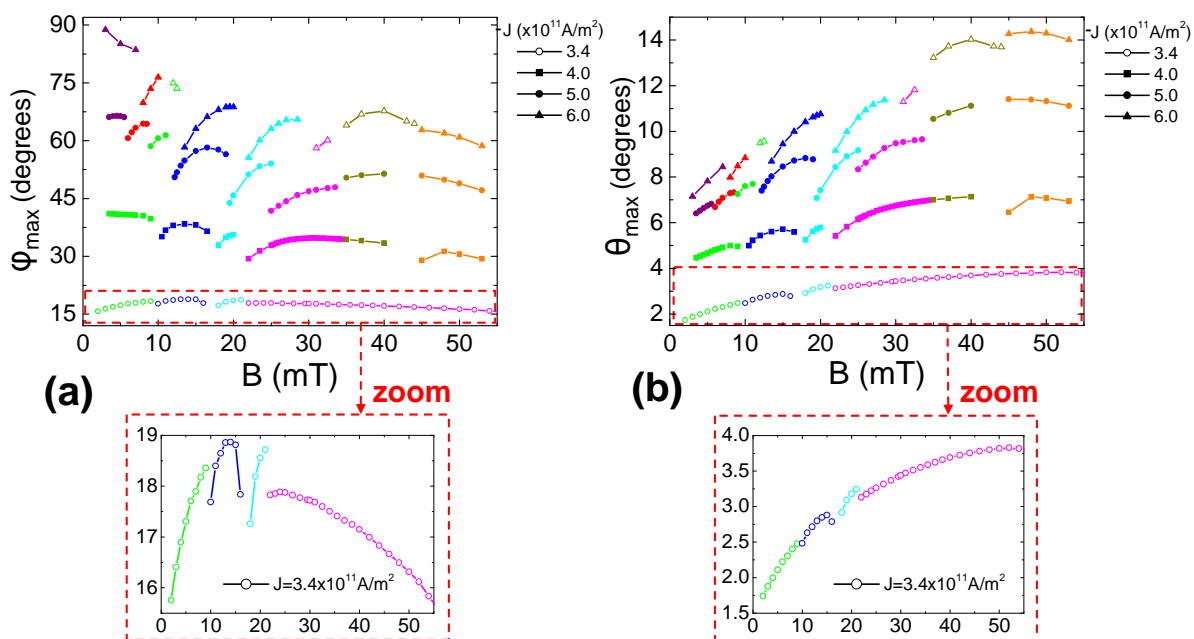 J (x10¹¹A/m²)
3.4
4.0
5.0
6.0
φmax (degrees)
90
75
60
45
30
15
0 10 20 30 40 50
B (mT)
(a)
zoom
19
18
17
16
J=3.4x10¹¹A/m²
0 10 20 30 40 50
J (x10¹¹A/m²)
3.4
4.0
5.0
6.0
θmax (degrees)
14
12
10
8
6
4
2
0 10 20 30 40 50
B (mT)
(b)
zoom
4.0
3.5
3.0
2.5
2.0
1.5
J=3.4x10¹¹A/m²
0 10 20 30 40 50